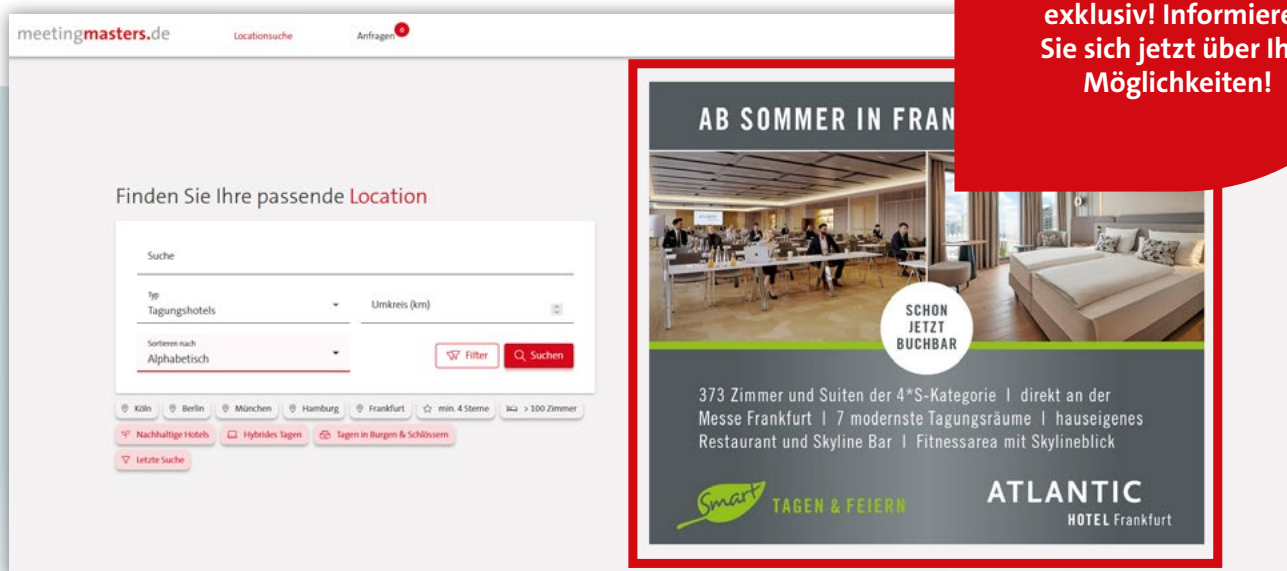 meetingmasters.de
Locationsuche
Anfragen
0
exklusiv! Informiere
Sie sich jetzt über Ih
Möglichkeiten!
Finden Sie Ihre passende Location
Suche
Typ
Tagungshotels
Umkreis (km)
Sortieren nach
Alphabetisch
Filter
Suchen
Köln
Berlin
München
Hamburg
Frankfurt
min. 4 Sterne
> 100 Zimmer
Nachhaltige Hotels
Hybrides Tagen
Tagen in Burgen & Schlössern
Letzte Suche
AB SOMMER IN FRAN
ATLANTIC
SCHON
JETZT
BUCHBAR
373 Zimmer und Suiten der 4*S-Kategorie | direkt an der
Messe Frankfurt | 7 modernste Tagungsräume | hauseigenes
Restaurant und Skyline Bar | Fitnessarea mit Skylineblick
Smart
TAGEN & FEIERN
ATLANTIC
HOTEL Frankfurt